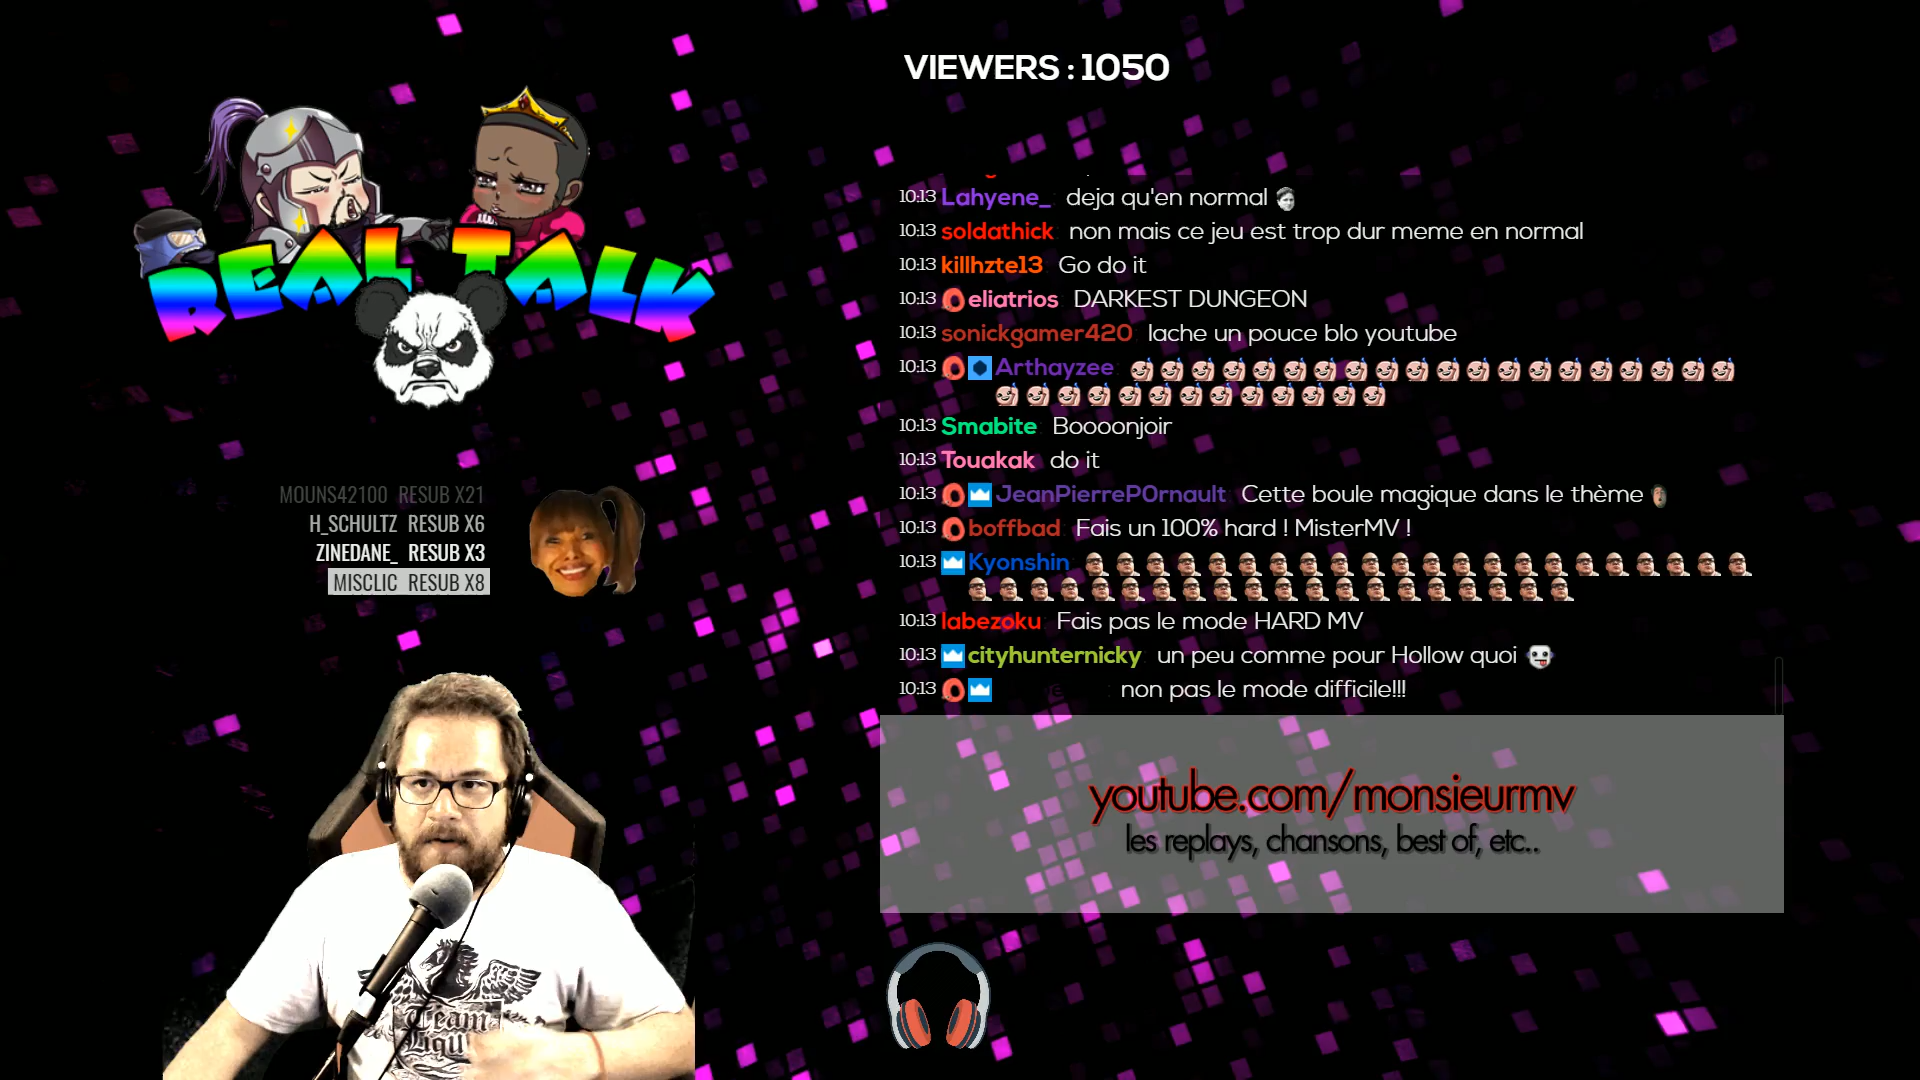 VIEWERS : 1050
REAL TALK
10:13 Lahyene_ deja qu'en normal
10:13 soldathick non mais ce jeu est trop dur meme en normal
10:13 killhzte13 Go do it
10:13 eliatrios DARKEST DUNGEON
10:13 sonickgamer420 lache un pouce blo youtube
10:13 Arthayzee
10:13 Smabite Boooonjoir
10:13 Touakak do it
10:13 JeanPierreP0rnault Cette boule magique dans le thème
10:13 boffbad Fais un 100% hard ! MisterMV !
10:13 Kyonshin
10:13 labezoku Fais pas le mode HARD MV
10:13 cityhunternicky un peu comme pour Hollow quoi
10:13 non pas le mode difficile!!!
MOUNS42100 RESUB X21
H_SCHULTZ RESUB X6
ZINEDANE_ RESUB X3
MISCLIC RESUB X8
youtube.com/monsieurmv
les replays, chansons, best of, etc..
Team